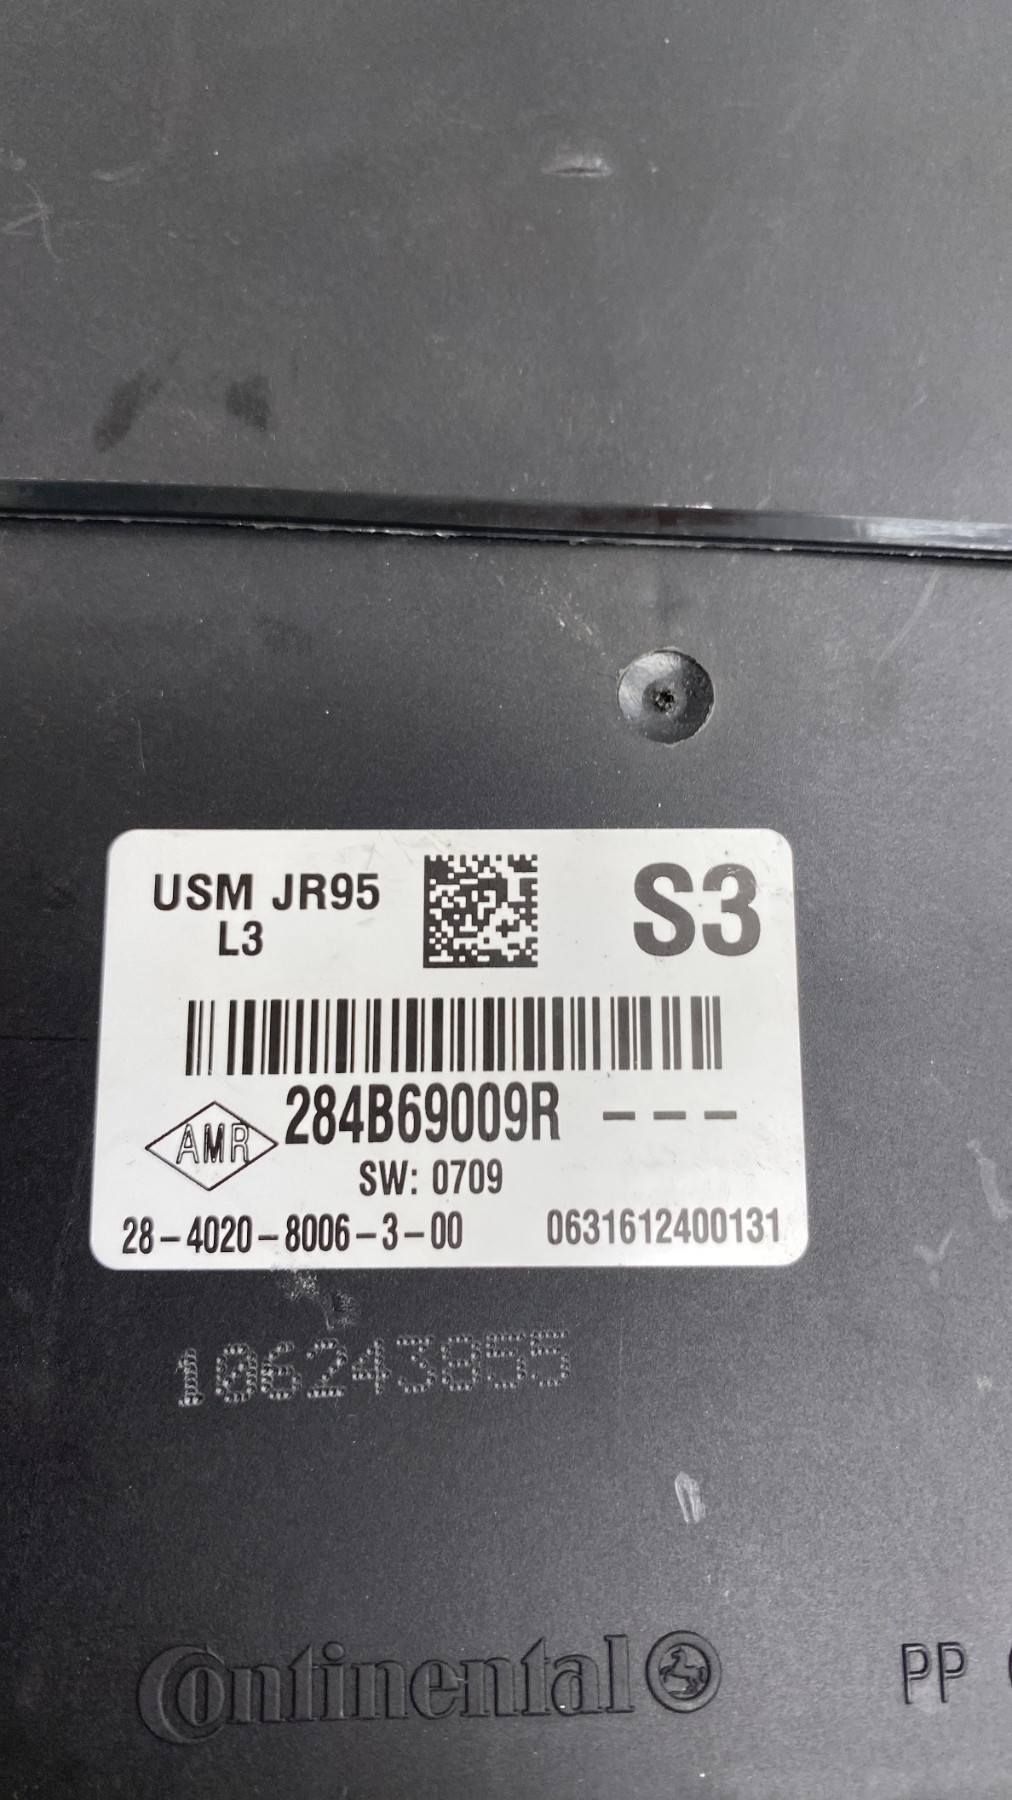 USM JR95
L3
S3
284B69009R - - -
AMR
SW: 0709
28-4020-8006-3-00
0631612400131
106243855
Continental
PP